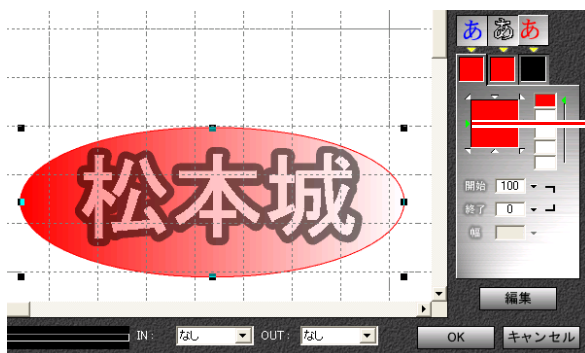 あ あ あ
松本城
開始 100
終了 0
幅
編集
IN : なし OUT : なし OK キャンセル